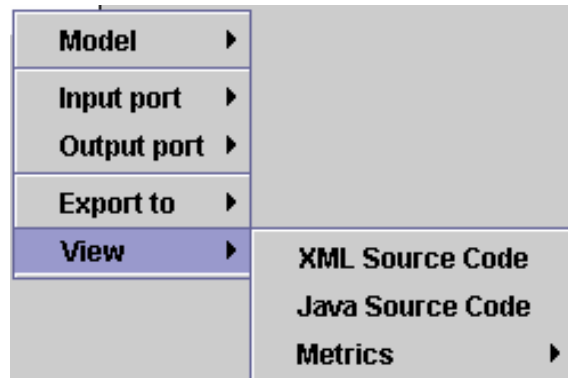 Model
Input port
Output port
Export to
View
XML Source Code
Java Source Code
Metrics